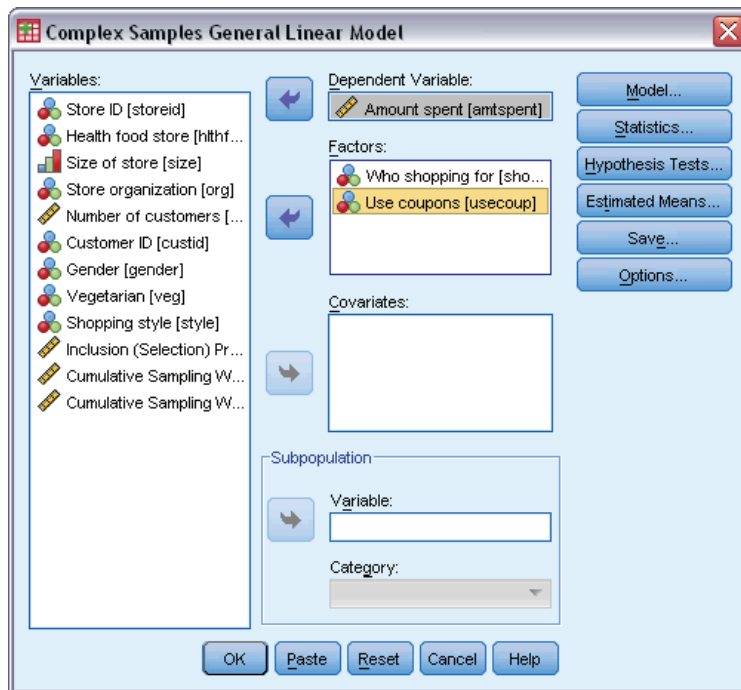 Complex Samples General Linear Model
Variables:
Store ID [storeid]
Health food store [hlthf...
Size of store [size]
Store organization [org]
Number of customers [...
Customer ID [custid]
Gender [gender]
Vegetarian [veg]
Shopping style [style]
Inclusion (Selection) Pr...
Cumulative Sampling W...
Cumulative Sampling W...
Dependent Variable:
Amount spent [amtspent]
Factors:
Who shopping for [sho...
Use coupons [usecoup]
Covariates:
Subpopulation
Variable:
Category:
Model...
Statistics...
Hypothesis Tests...
Estimated Means...
Save...
Options...
OK
Paste
Reset
Cancel
Help